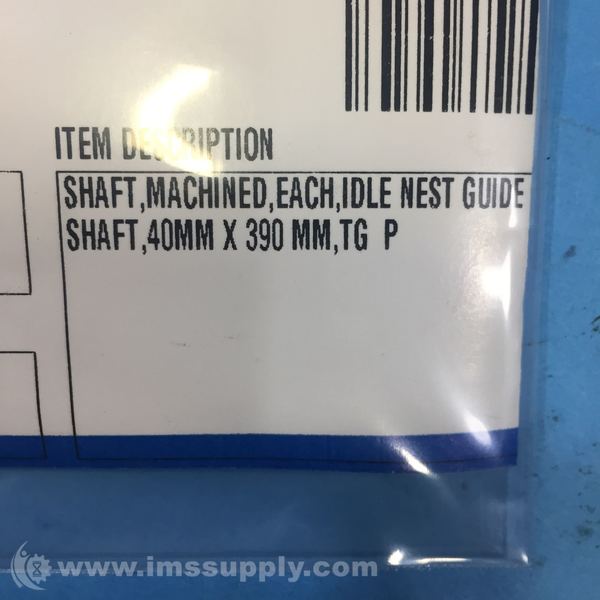 ITEM DESCRIPTION
SHAFT,MACHINED,EACH,IDLE NEST GUIDE
SHAFT,40MM X 390 MM,TG P
www.imssupply.com